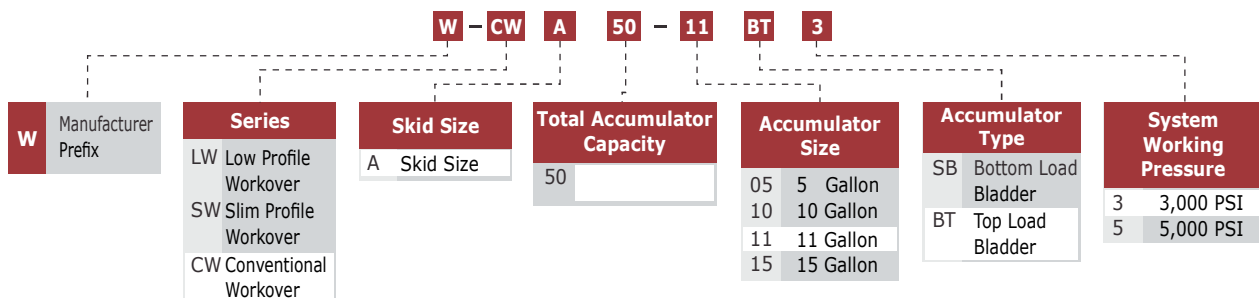 W - CW A 50 - 11 BT 3
W Manufacturer
Prefix
Series
LW Low Profile
Workover
SW Slim Profile
Workover
CW Conventional
Workover
Skid Size
A Skid Size
Total Accumulator
Capacity
50
Accumulator
Size
05 5 Gallon
10 10 Gallon
11 11 Gallon
15 15 Gallon
Accumulator
Type
SB Bottom Load
Bladder
BT Top Load
Bladder
System
Working
Pressure
3 3,000 PSI
5 5,000 PSI